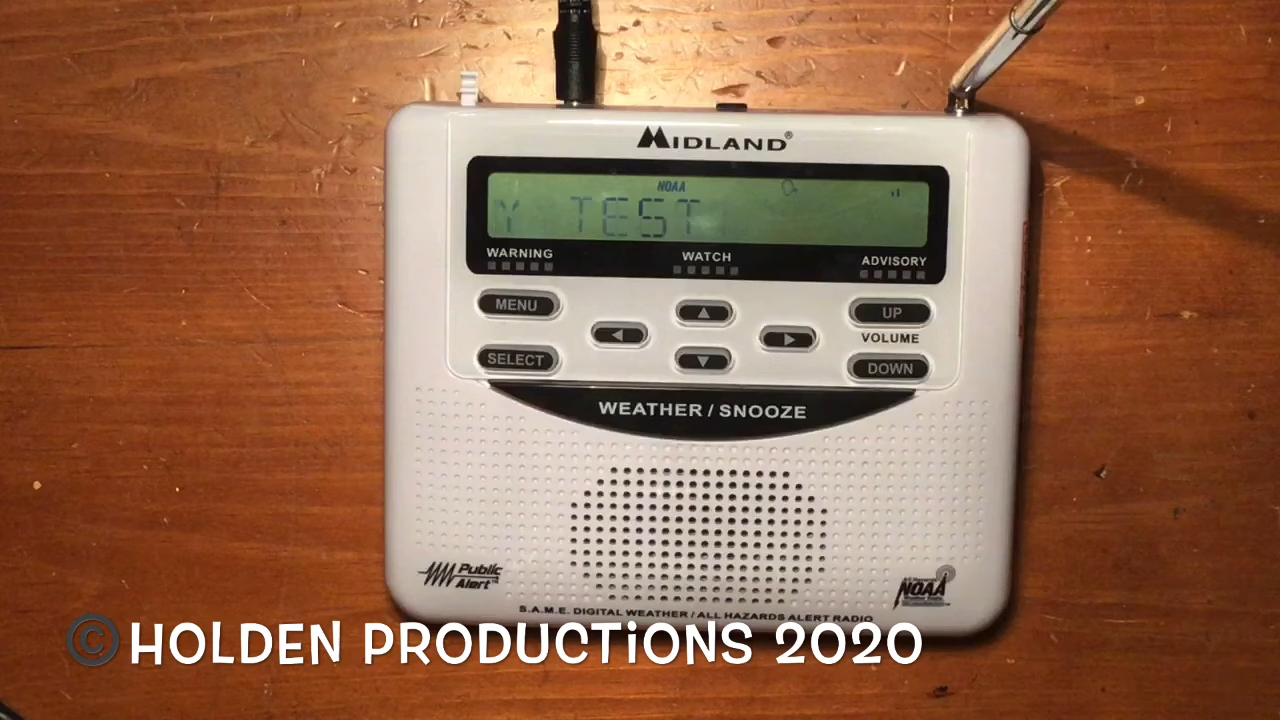 MIDLAND®
NOAA
Y TEST
WARNING WATCH ADVISORY
MENU UP
VOLUME
SELECT DOWN
WEATHER / SNOOZE
Public
Alert™
NOAA
S.A.M.E. DIGITAL WEATHER / ALL HAZARDS ALERT RADIO
© HOLDEN PRODUCTiONS 2020